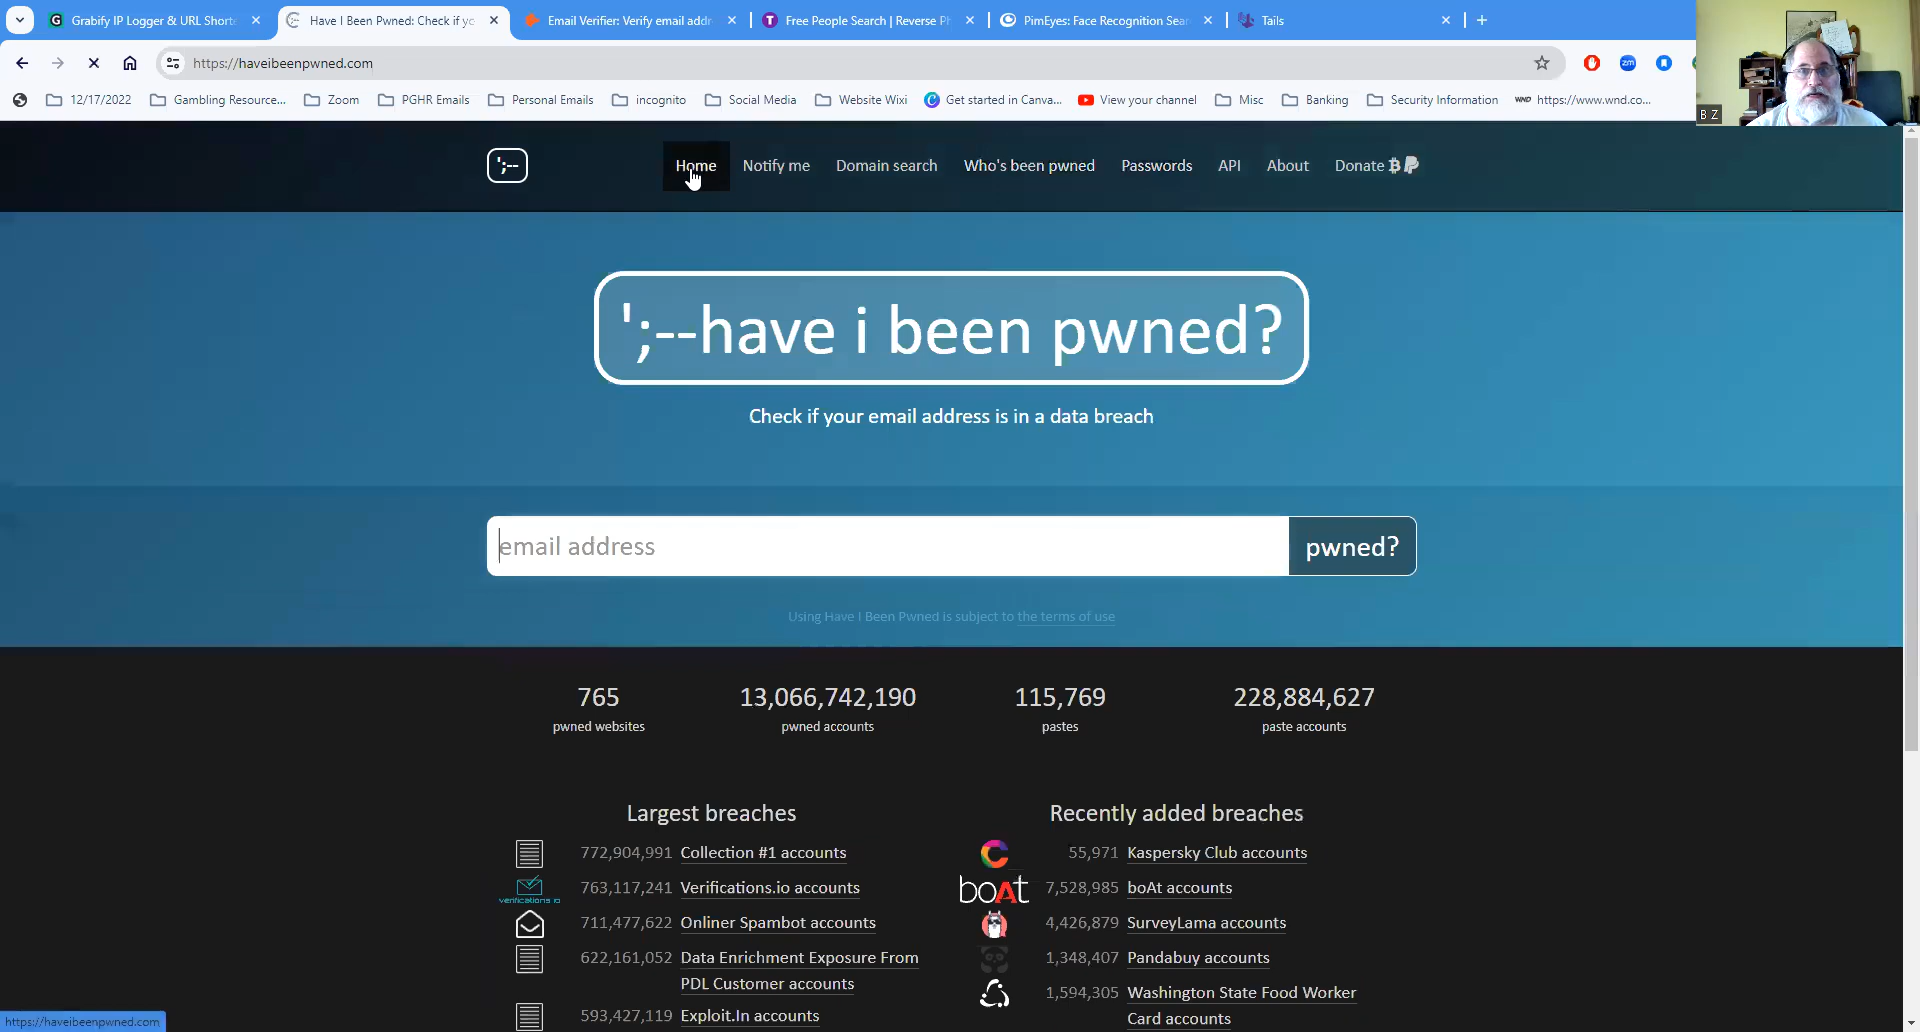 Grabify IP Logger & URL Shorte
Have I Been Pwned: Check if yo
Email Verifier: Verify email addr
Free People Search | Reverse Ph
PimEyes: Face Recognition Sear
Tails
https://haveibeenpwned.com
12/17/2022
Gambling Resource...
Zoom
PGHR Emails
Personal Emails
incognito
Social Media
Website Wixi
Get started in Canva...
View your channel
Misc
Banking
Security Information
WND https://www.wnd.co...
zm
B Z
';--
Home
Notify me
Domain search
Who's been pwned
Passwords
API
About
Donate
';--have i been pwned?
Check if your email address is in a data breach
email address
pwned?
Using Have I Been Pwned is subject to the terms of use
765
pwned websites
13,066,742,190
pwned accounts
115,769
pastes
228,884,627
paste accounts
Largest breaches
772,904,991 Collection #1 accounts
verifications io
763,117,241 Verifications.io accounts
711,477,622 Onliner Spambot accounts
622,161,052 Data Enrichment Exposure From
PDL Customer accounts
593,427,119 Exploit.In accounts
Recently added breaches
55,971 Kaspersky Club accounts
boAt
7,528,985 boAt accounts
4,426,879 SurveyLama accounts
1,348,407 Pandabuy accounts
1,594,305 Washington State Food Worker
Card accounts
https://haveibeenpwned.com